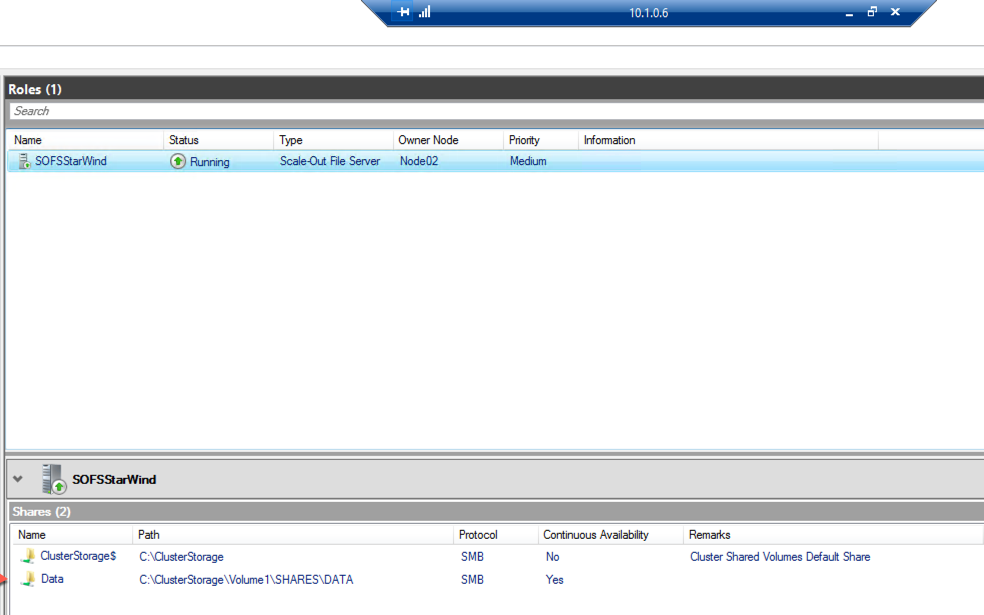 10.1.0.6
Roles (1)
Search
Name Status Type Owner Node Priority Information
SOFSStarWind Running Scale-Out File Server Node02 Medium
SOFSStarWind
Shares (2)
Name Path Protocol Continuous Availability Remarks
ClusterStorage$ C:\ClusterStorage SMB No Cluster Shared Volumes Default Share
Data C:\ClusterStorage\Volume1\SHARES\DATA SMB Yes